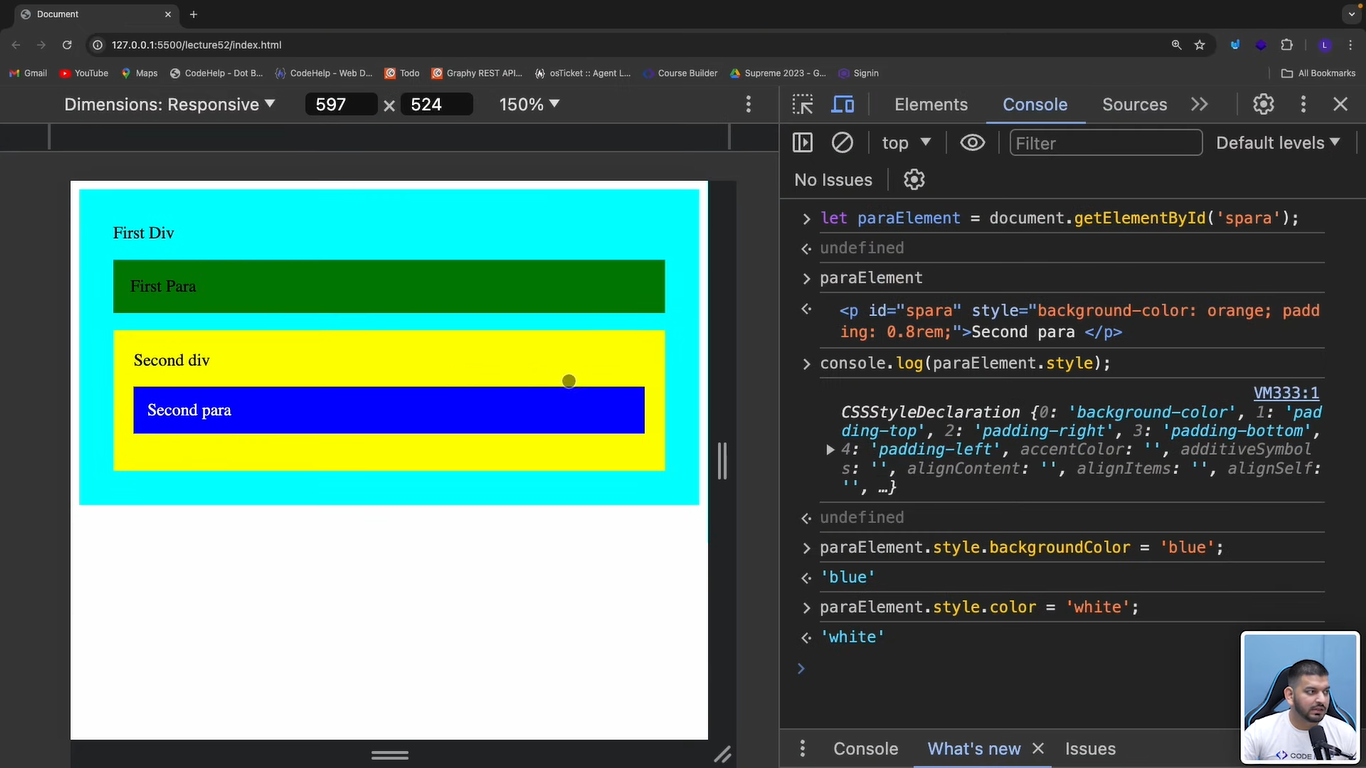 Document
127.0.0.1:5500/lecture52/index.html
L
Gmail YouTube Maps CodeHelp - Dot B... CodeHelp - Web D... Todo Graphy REST API... osTicket :: Agent L... Course Builder Supreme 2023 - G... Signin All Bookmarks
Dimensions: Responsive 597 × 524 150%
Elements Console Sources
top Filter Default levels
No Issues
First Div
First Para
Second div
Second para
let paraElement = document.getElementById('spara');
undefined
paraElement
<p id="spara" style="background-color: orange; padd
ing: 0.8rem;">Second para </p>
console.log(paraElement.style);
VM333:1
CSSStyleDeclaration {0: 'background-color', 1: 'pad
ding-top', 2: 'padding-right', 3: 'padding-bottom',
4: 'padding-left', accentColor: '', additiveSymbol
s: '', alignContent: '', alignItems: '', alignSelf:
'', …}
undefined
paraElement.style.backgroundColor = 'blue';
'blue'
paraElement.style.color = 'white';
'white'
Console What's new Issues
CODE